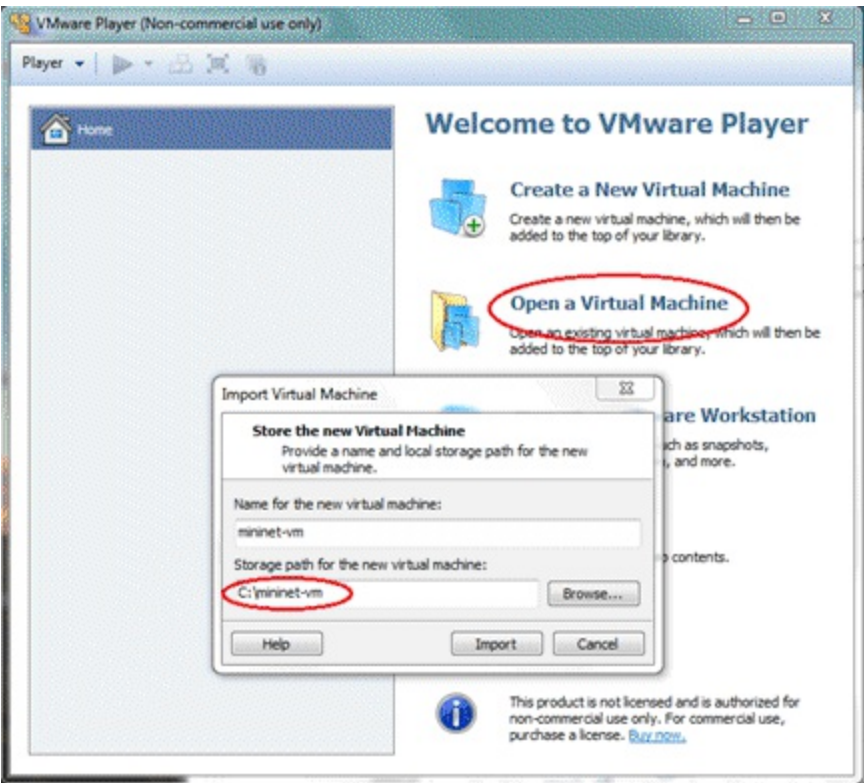 VMware Player (Non-commercial use only)
Player
Home
Welcome to VMware Player
Create a New Virtual Machine
Create a new virtual machine, which will then be
added to the top of your library.
Open a Virtual Machine
Open an existing virtual machine, which will then be
added to the top of your library.
are Workstation
ch as snapshots,
, and more.
contents.
Import Virtual Machine
Store the new Virtual Machine
Provide a name and local storage path for the new
virtual machine.
Name for the new virtual machine:
mininet-vm
Storage path for the new virtual machine:
C:\mininet-vm
Browse...
Help
Import
Cancel
This product is not licensed and is authorized for
non-commercial use only. For commercial use,
purchase a license. Buy now.